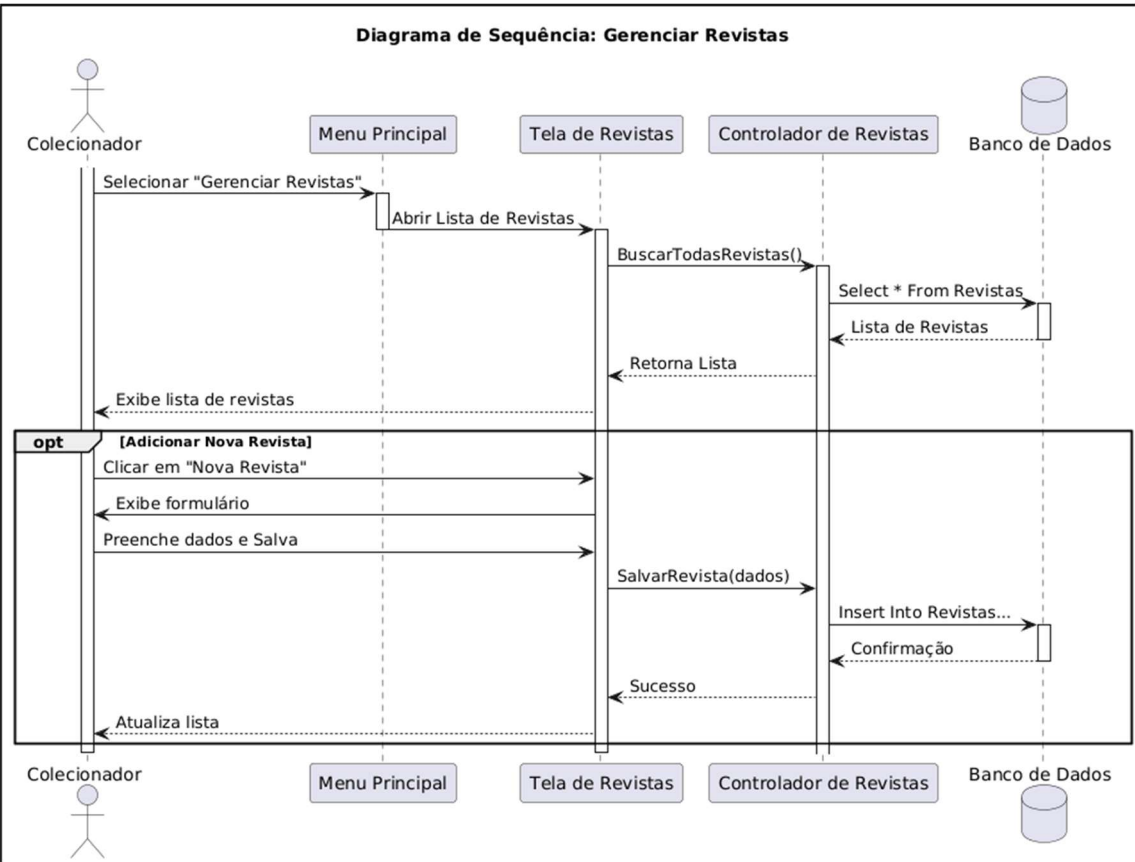 Diagrama de Sequência: Gerenciar Revistas
Colecionador
Menu Principal
Tela de Revistas
Controlador de Revistas
Banco de Dados
Selecionar "Gerenciar Revistas"
Abrir Lista de Revistas
BuscarTodasRevistas()
Select * From Revistas
Lista de Revistas
Retorna Lista
Exibe lista de revistas
opt
[Adicionar Nova Revista]
Clicar em "Nova Revista"
Exibe formulário
Preenche dados e Salva
SalvarRevista(dados)
Insert Into Revistas...
Confirmação
Sucesso
Atualiza lista
Colecionador
Menu Principal
Tela de Revistas
Controlador de Revistas
Banco de Dados